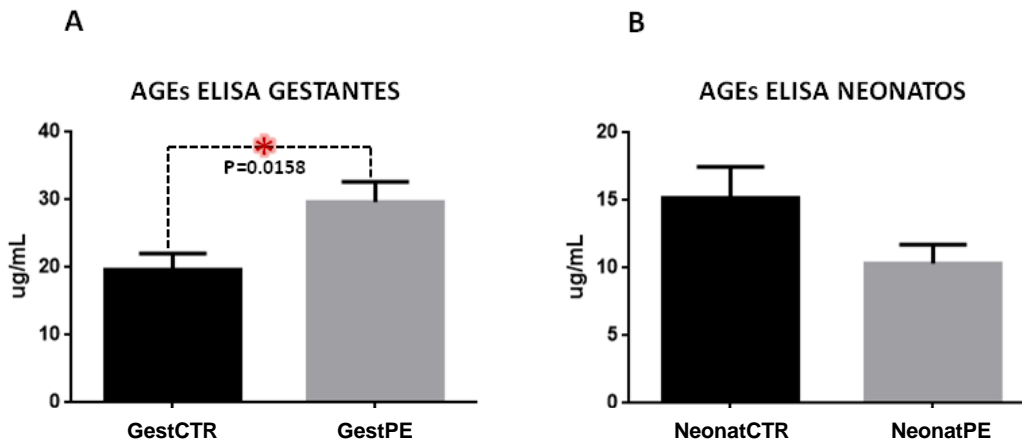 A
AGEs ELISA GESTANTES
40
30
20
10
0
ug/mL
*
P=0.0158
GestCTR
GestPE
B
AGEs ELISA NEONATOS
20
15
10
5
0
ug/mL
NeonatCTR
NeonatPE